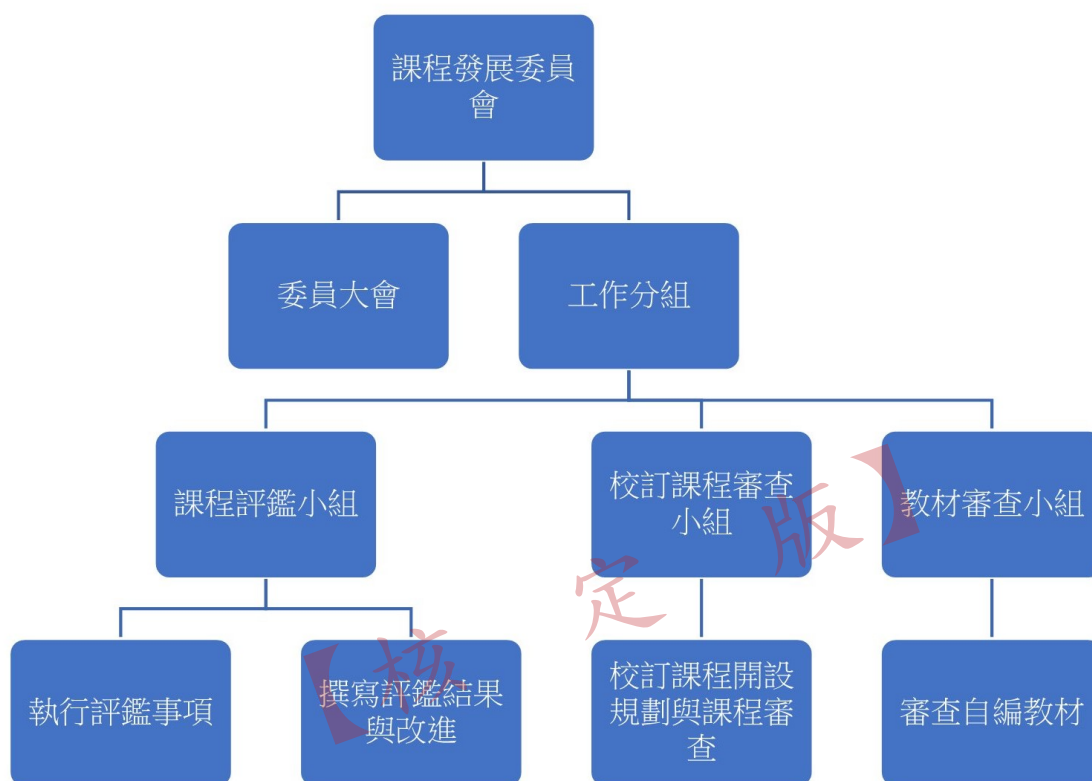 課程發展委員
會
委員大會
工作分組
課程評鑑小組
校訂課程審查
小組
教材審查小組
執行評鑑事項
撰寫評鑑結果
與改進
校訂課程開設
規劃與課程審
查
審查自編教材
【核定版】